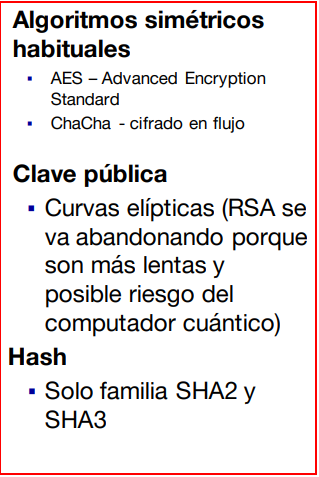 Algoritmos simétricos
habituales
▪ AES – Advanced Encryption
Standard
▪ ChaCha - cifrado en flujo
Clave pública
▪ Curvas elípticas (RSA se
va abandonando porque
son más lentas y
posible riesgo del
computador cuántico)
Hash
▪ Solo familia SHA2 y
SHA3